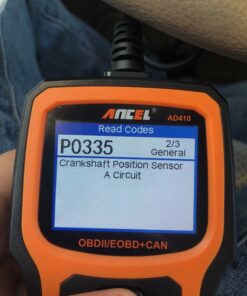 ANCEL
AD410
Read Codes
P0335 2/3
General
Crankshaft Position Sensor
A Circuit
OBDII/EOBD+CAN